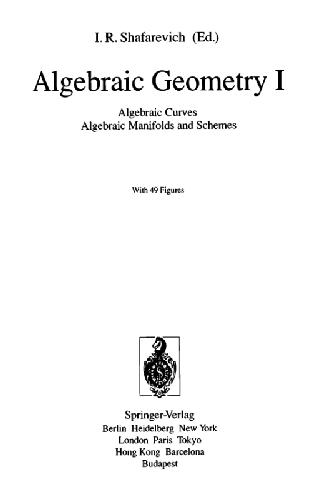 I. R. Shafarevich (Ed.)
Algebraic Geometry I
Algebraic Curves
Algebraic Manifolds and Schemes
With 49 Figures
Springer-Verlag
Berlin Heidelberg New York
London Paris Tokyo
Hong Kong Barcelona
Budapest